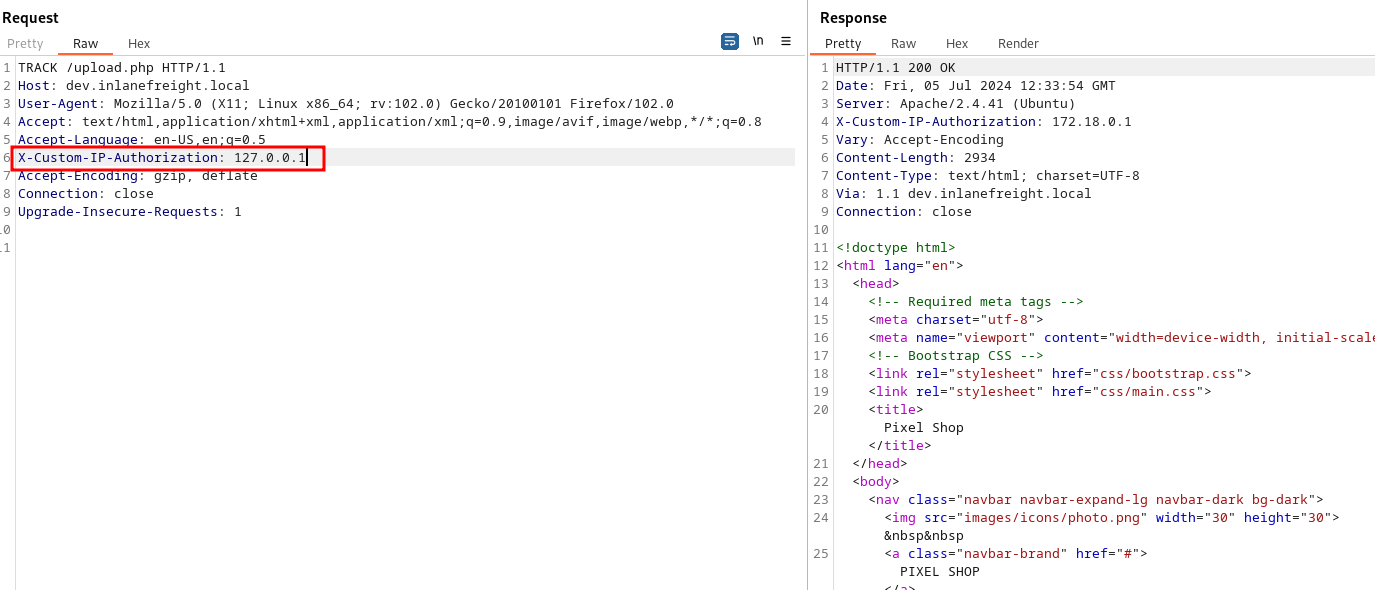 Request
Pretty Raw Hex
\n
1 TRACK /upload.php HTTP/1.1
2 Host: dev.inlanefreight.local
3 User-Agent: Mozilla/5.0 (X11; Linux x86_64; rv:102.0) Gecko/20100101 Firefox/102.0
4 Accept: text/html,application/xhtml+xml,application/xml;q=0.9,image/avif,image/webp,*/*;q=0.8
5 Accept-Language: en-US,en;q=0.5
6 X-Custom-IP-Authorization: 127.0.0.1
7 Accept-Encoding: gzip, deflate
8 Connection: close
9 Upgrade-Insecure-Requests: 1
10
11
Response
Pretty Raw Hex Render
1 HTTP/1.1 200 OK
2 Date: Fri, 05 Jul 2024 12:33:54 GMT
3 Server: Apache/2.4.41 (Ubuntu)
4 X-Custom-IP-Authorization: 172.18.0.1
5 Vary: Accept-Encoding
6 Content-Length: 2934
7 Content-Type: text/html; charset=UTF-8
8 Via: 1.1 dev.inlanefreight.local
9 Connection: close
10
11 <!doctype html>
12 <html lang="en">
13 <head>
14 <!-- Required meta tags -->
15 <meta charset="utf-8">
16 <meta name="viewport" content="width=device-width, initial-scale
17 <!-- Bootstrap CSS -->
18 <link rel="stylesheet" href="css/bootstrap.css">
19 <link rel="stylesheet" href="css/main.css">
20 <title>
Pixel Shop
</title>
21 </head>
22 <body>
23 <nav class="navbar navbar-expand-lg navbar-dark bg-dark">
24 <img src="images/icons/photo.png" width="30" height="30">
&nbsp&nbsp
25 <a class="navbar-brand" href="#">
PIXEL SHOP
</a>